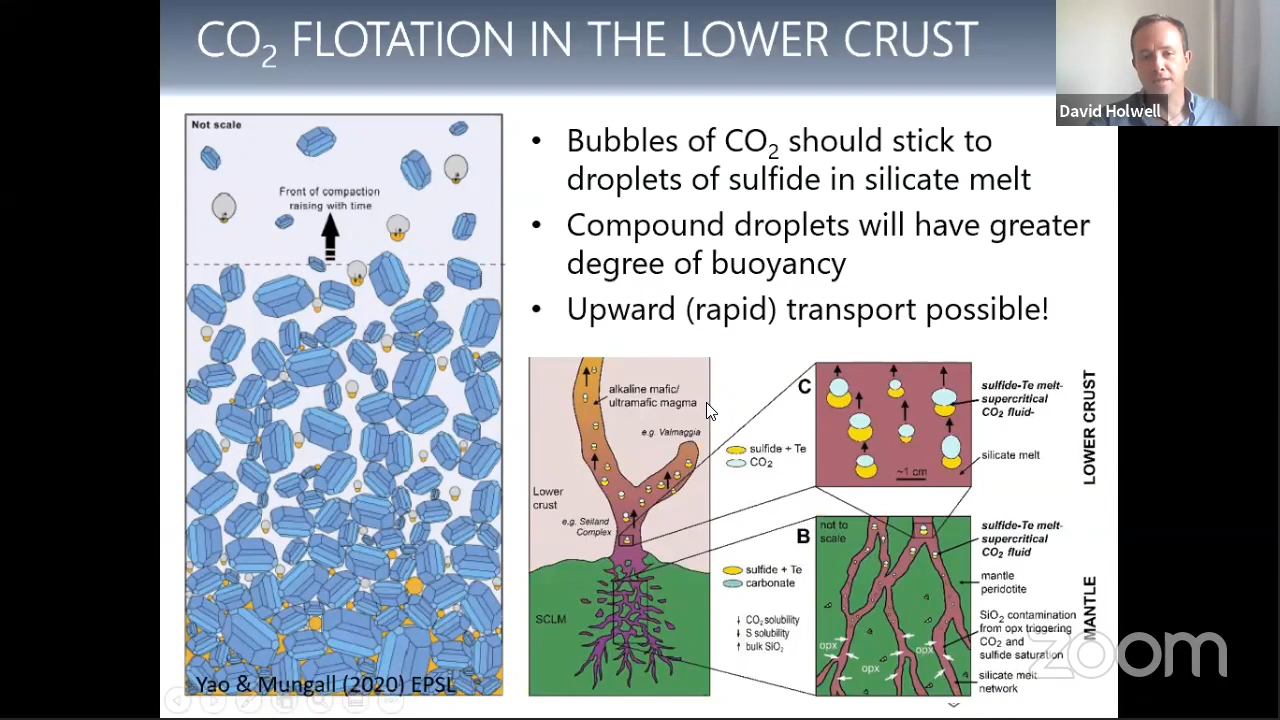 CO₂ FLOTATION IN THE LOWER CRUST
David Holwell
Not scale
Front of compaction
raising with time
Yao & Mungall (2020) EPSL
• Bubbles of CO₂ should stick to
droplets of sulfide in silicate melt
• Compound droplets will have greater
degree of buoyancy
• Upward (rapid) transport possible!
alkaline mafic/
ultramafic magma
e.g. Valmaggia
Lower
crust
e.g. Seiland
Complex
SCLM
sulfide + Te
CO₂
sulfide + Te
carbonate
↓ CO₂ solubility
↓ S solubility
↑ bulk SiO₂
C
~1 cm
sulfide-Te melt-
supercritical
CO₂ fluid-
silicate melt
LOWER CRUST
B
not to
scale
opx
opx
opx
sulfide-Te melt-
supercritical
CO₂ fluid
mantle
peridotite
SiO₂ contamination
from opx triggering
CO₂ and
sulfide saturation
silicate melt
network
MANTLE
zoom